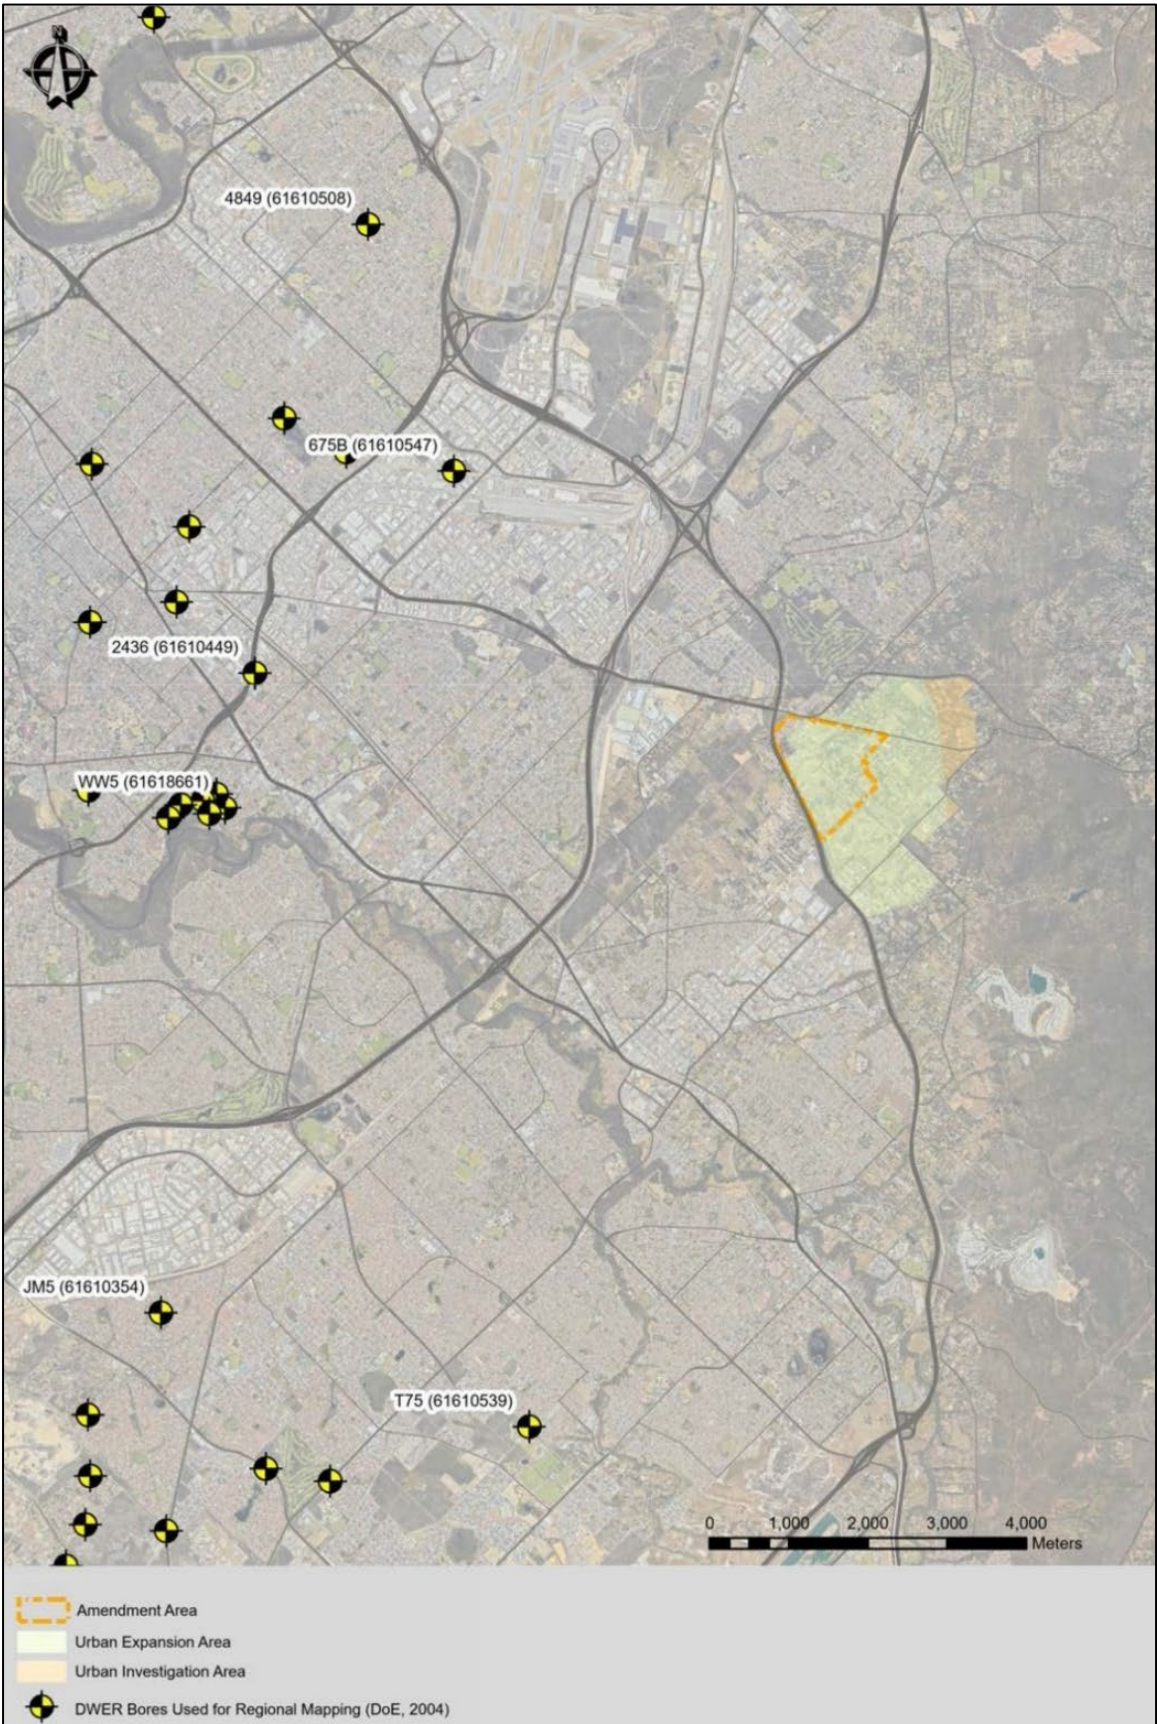 N
4849 (61610508)
675B (61610547)
2436 (61610449)
WW5 (61618661)
JM5 (61610354)
T75 (61610539)
0 1,000 2,000 3,000 4,000
Meters
Amendment Area
Urban Expansion Area
Urban Investigation Area
DWER Bores Used for Regional Mapping (DoE, 2004)